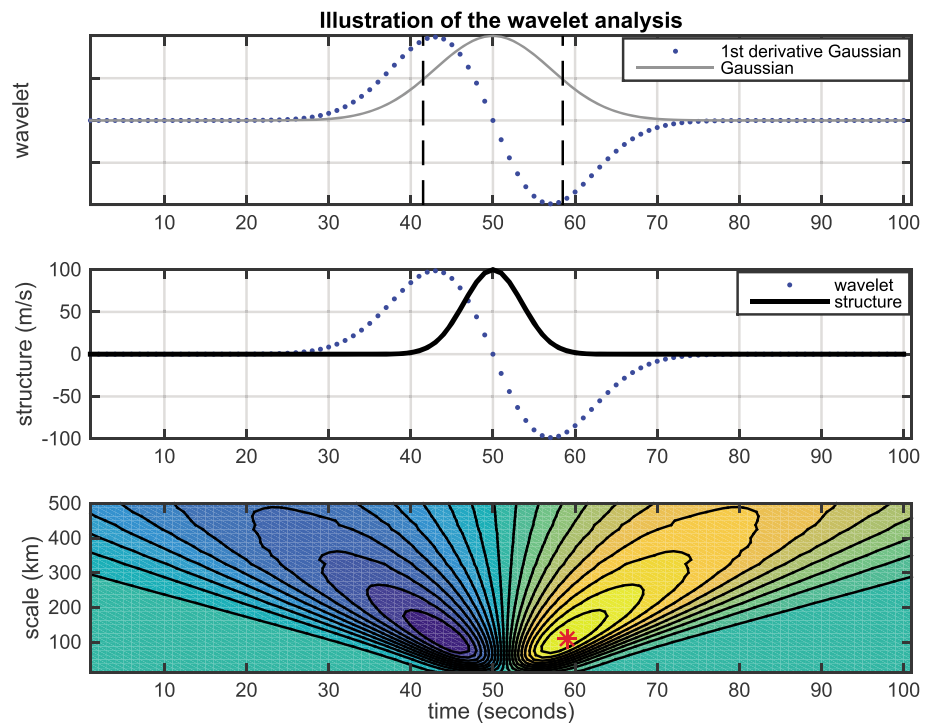 Illustration of the wavelet analysis
wavelet
1st derivative Gaussian
Gaussian
10 20 30 40 50 60 70 80 90 100
structure (m/s)
100
50
0
-50
-100
wavelet
structure
10 20 30 40 50 60 70 80 90 100
scale (km)
500
400
300
200
100
10 20 30 40 50 60 70 80 90 100
time (seconds)